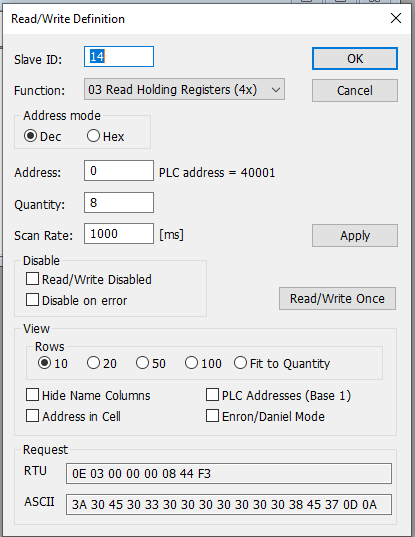 Read/Write Definition
Slave ID: 14 OK
Function: 03 Read Holding Registers (4x) Cancel
Address mode
Dec Hex
Address: 0 PLC address = 40001
Quantity: 8
Scan Rate: 1000 [ms] Apply
Disable
Read/Write Disabled
Disable on error
Read/Write Once
View
Rows
10 20 50 100 Fit to Quantity
Hide Name Columns PLC Addresses (Base 1)
Address in Cell Enron/Daniel Mode
Request
RTU 0E 03 00 00 00 08 44 F3
ASCII 3A 30 45 30 33 30 30 30 30 30 30 30 38 45 37 0D 0A